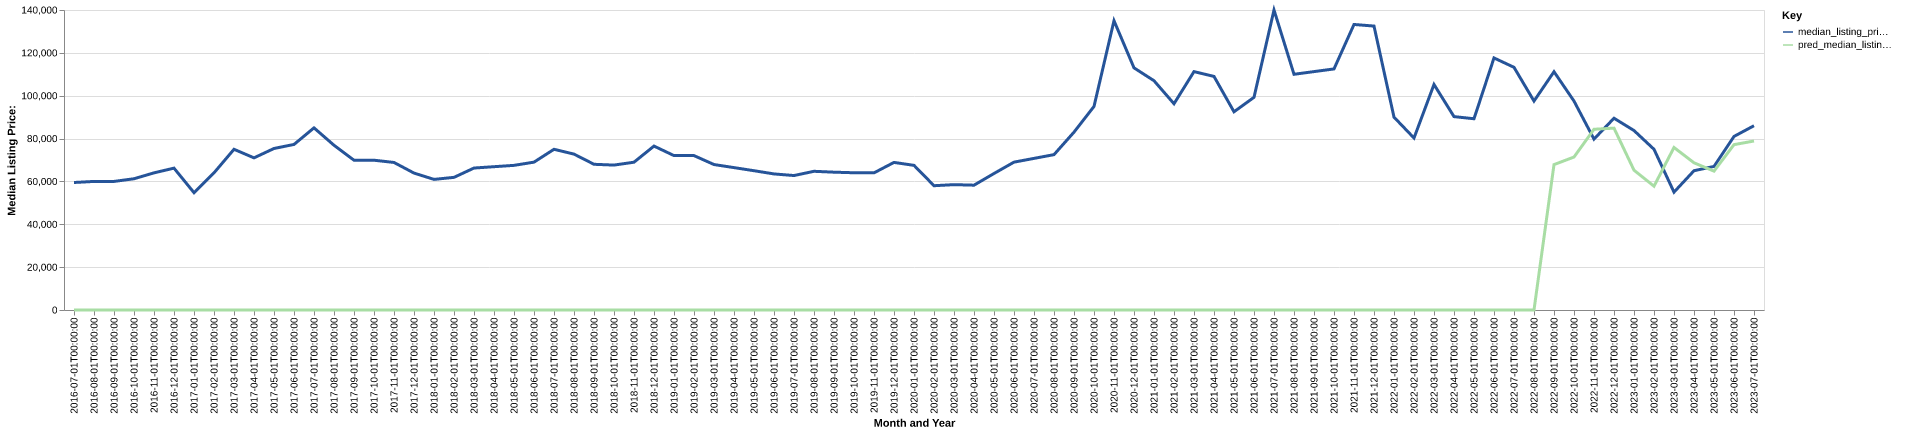 140,000
120,000
100,000
80,000
60,000
40,000
20,000
0
Median Listing Price:
2016-07-01T00:00:00
2016-08-01T00:00:00
2016-09-01T00:00:00
2016-10-01T00:00:00
2016-11-01T00:00:00
2016-12-01T00:00:00
2017-01-01T00:00:00
2017-02-01T00:00:00
2017-03-01T00:00:00
2017-04-01T00:00:00
2017-05-01T00:00:00
2017-06-01T00:00:00
2017-07-01T00:00:00
2017-08-01T00:00:00
2017-09-01T00:00:00
2017-10-01T00:00:00
2017-11-01T00:00:00
2017-12-01T00:00:00
2018-01-01T00:00:00
2018-02-01T00:00:00
2018-03-01T00:00:00
2018-04-01T00:00:00
2018-05-01T00:00:00
2018-06-01T00:00:00
2018-07-01T00:00:00
2018-08-01T00:00:00
2018-09-01T00:00:00
2018-10-01T00:00:00
2018-11-01T00:00:00
2018-12-01T00:00:00
2019-01-01T00:00:00
2019-02-01T00:00:00
2019-03-01T00:00:00
2019-04-01T00:00:00
2019-05-01T00:00:00
2019-06-01T00:00:00
2019-07-01T00:00:00
2019-08-01T00:00:00
2019-09-01T00:00:00
2019-10-01T00:00:00
2019-11-01T00:00:00
2019-12-01T00:00:00
2020-01-01T00:00:00
2020-02-01T00:00:00
2020-03-01T00:00:00
2020-04-01T00:00:00
2020-05-01T00:00:00
2020-06-01T00:00:00
2020-07-01T00:00:00
2020-08-01T00:00:00
2020-09-01T00:00:00
2020-10-01T00:00:00
2020-11-01T00:00:00
2020-12-01T00:00:00
2021-01-01T00:00:00
2021-02-01T00:00:00
2021-03-01T00:00:00
2021-04-01T00:00:00
2021-05-01T00:00:00
2021-06-01T00:00:00
2021-07-01T00:00:00
2021-08-01T00:00:00
2021-09-01T00:00:00
2021-10-01T00:00:00
2021-11-01T00:00:00
2021-12-01T00:00:00
2022-01-01T00:00:00
2022-02-01T00:00:00
2022-03-01T00:00:00
2022-04-01T00:00:00
2022-05-01T00:00:00
2022-06-01T00:00:00
2022-07-01T00:00:00
2022-08-01T00:00:00
2022-09-01T00:00:00
2022-10-01T00:00:00
2022-11-01T00:00:00
2022-12-01T00:00:00
2023-01-01T00:00:00
2023-02-01T00:00:00
2023-03-01T00:00:00
2023-04-01T00:00:00
2023-05-01T00:00:00
2023-06-01T00:00:00
2023-07-01T00:00:00
Month and Year
Key
median_listing_pri…
pred_median_listin…